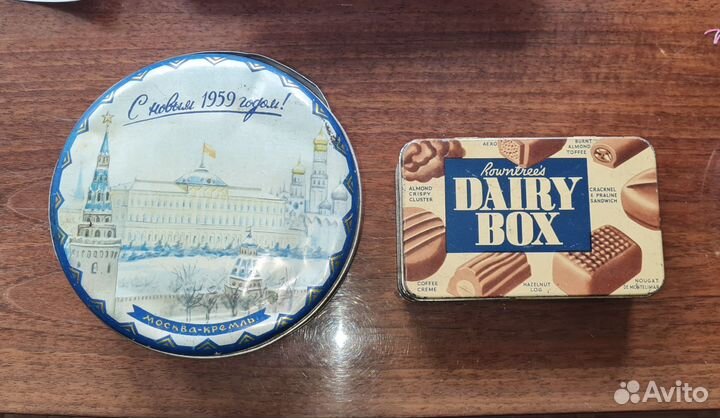 С новым 1959 годом!
МОСКВА-КРЕМЛЬ
Rowntree's
DAIRY
BOX
AERO
BURNT
ALMOND
TOFFEE
ALMOND
CRISPY
CLUSTER
CRACKNEL
& PRALINE
SANDWICH
COFFEE
CREME
HAZELNUT
LOG
NOUGAT
DE MONTELIMAR
Avito